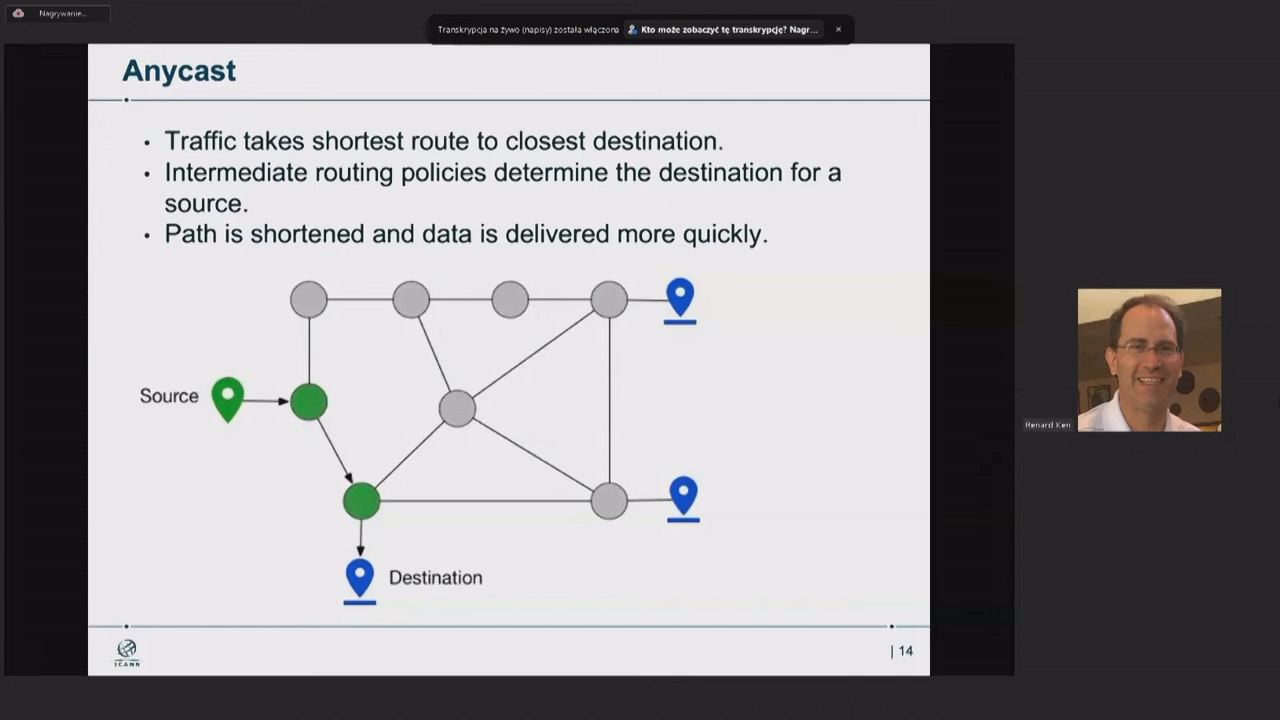 Nagrywanie...
Transkrypcja na żywo (napisy) została włączona Kto może zobaczyć tę transkrypcję? Nagr...
Anycast
• Traffic takes shortest route to closest destination.
• Intermediate routing policies determine the destination for a
source.
• Path is shortened and data is delivered more quickly.
Source
Renard Ken
Destination
ICANN
| 14